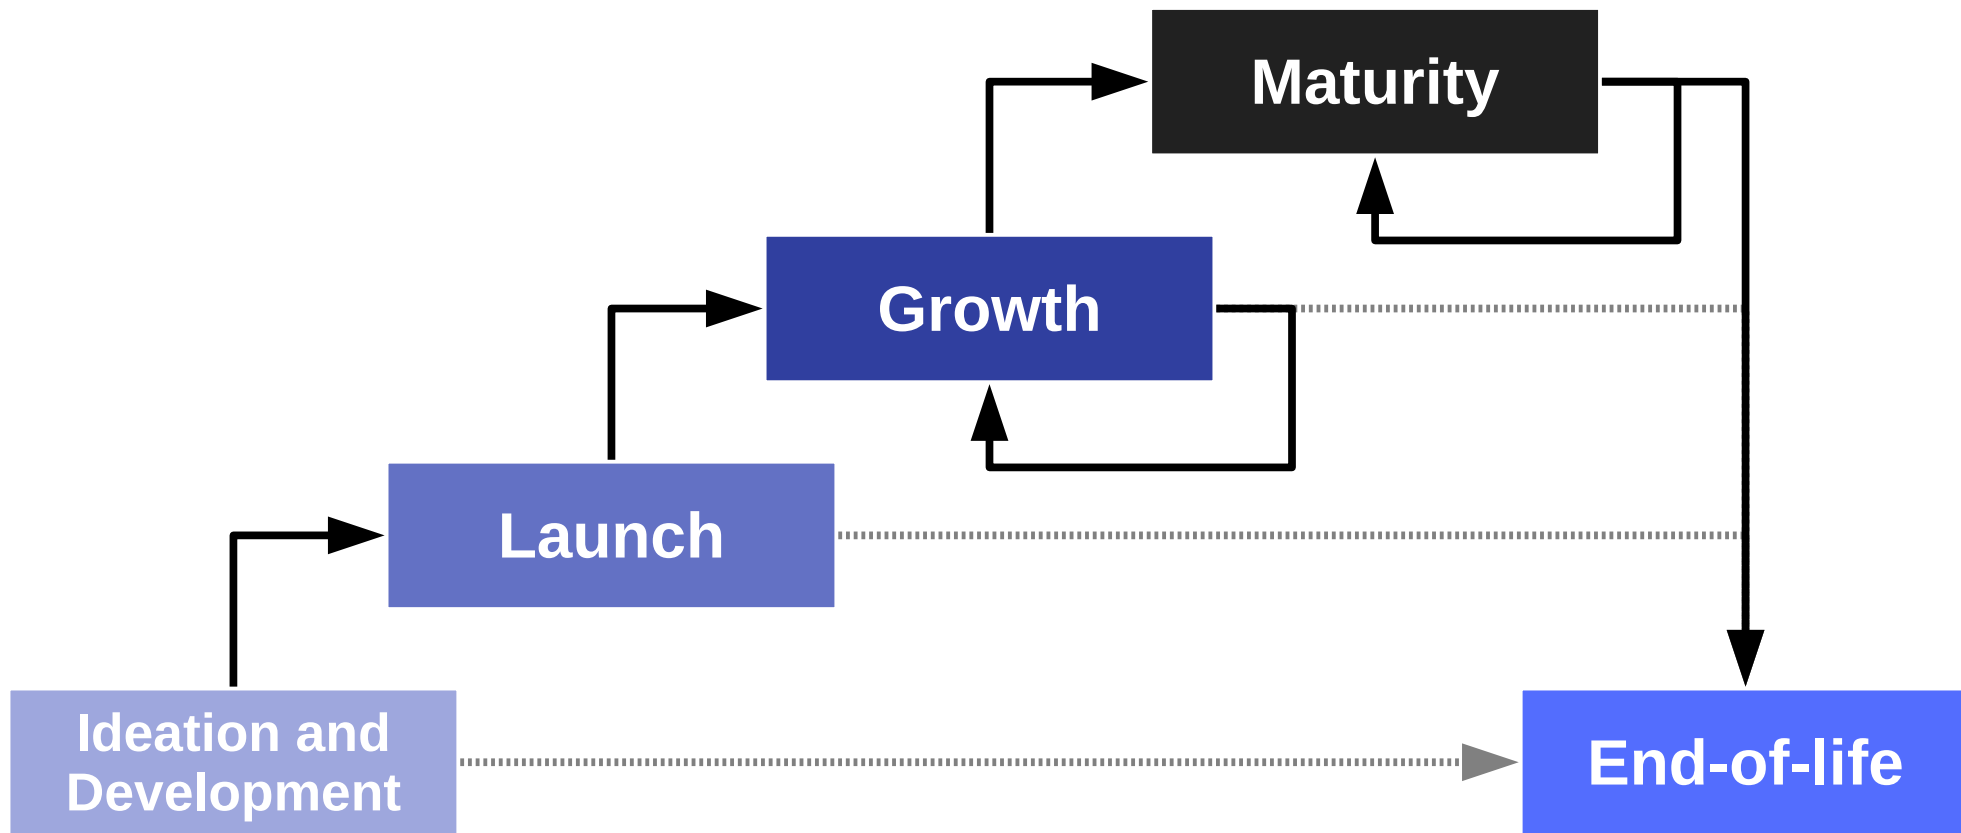 Maturity
Growth
Launch
Ideation and
Development
End-of-life